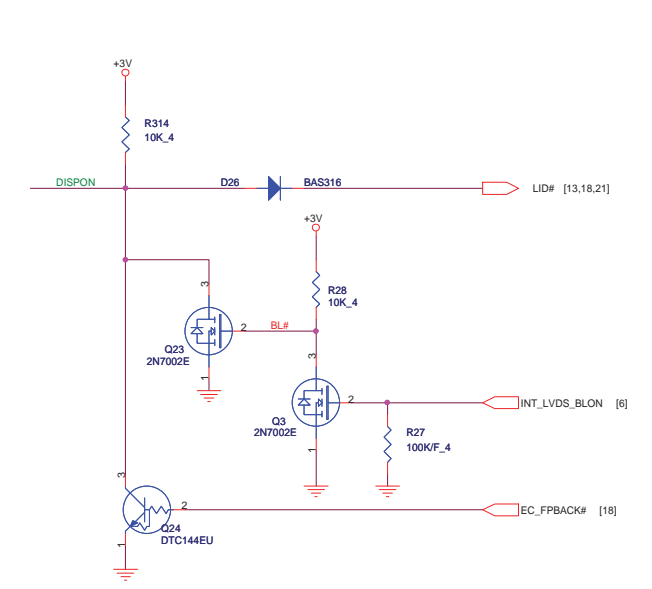 +3V
R314
10K_4
DISPON
D26
BAS316
LID# [13,18,21]
+3V
R28
10K_4
3
2
BL#
Q23
2N7002E
1
3
2
INT_LVDS_BLON [6]
Q3
2N7002E
R27
100K/F_4
1
3
2
EC_FPBACK# [18]
Q24
DTC144EU
1